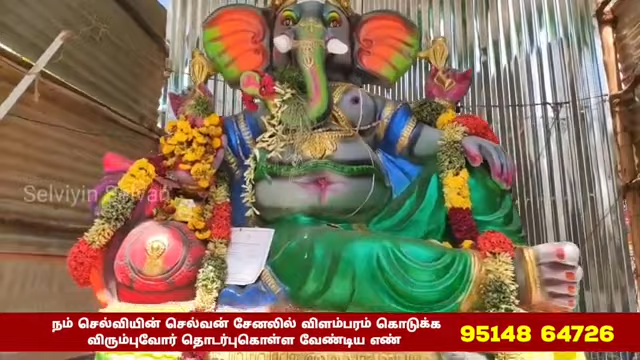 Selviyin Selvan
நம் செல்வியின் செல்வன் சேனலில் விளம்பரம் கொடுக்க
விரும்புவோர் தொடர்புகொள்ள வேண்டிய எண்
95148 64726